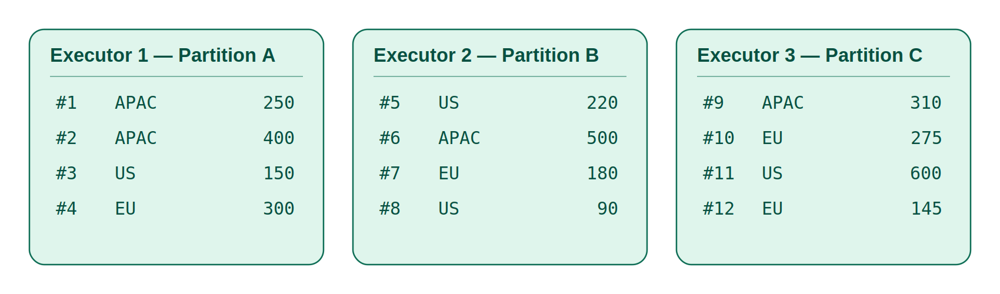 Executor 1 — Partition A
#1 APAC 250
#2 APAC 400
#3 US 150
#4 EU 300
Executor 2 — Partition B
#5 US 220
#6 APAC 500
#7 EU 180
#8 US 90
Executor 3 — Partition C
#9 APAC 310
#10 EU 275
#11 US 600
#12 EU 145